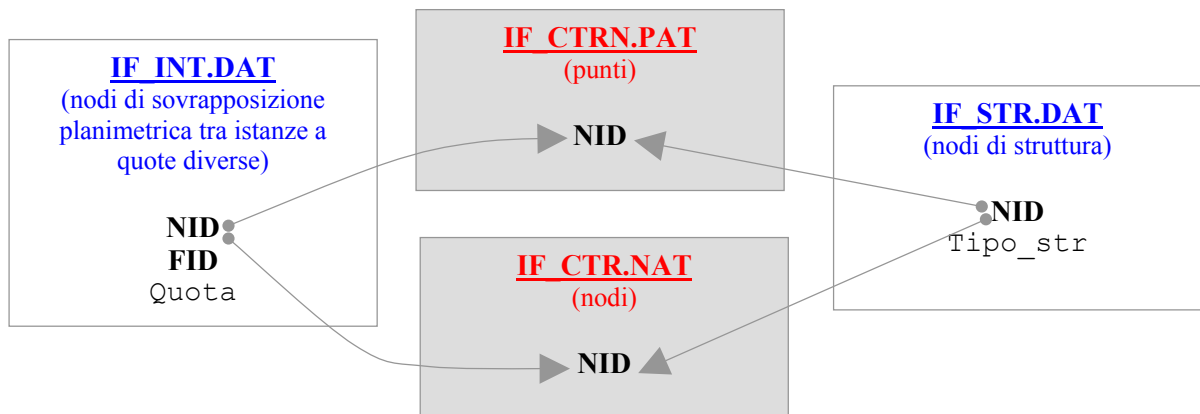 IF_INT.DAT
(nodi di sovrapposizione
planimetrica tra istanze a
quote diverse)
NID
FID
Quota
IF_CTRN.PAT
(punti)
NID
IF_CTR.NAT
(nodi)
NID
IF_STR.DAT
(nodi di struttura)
NID
Tipo_str